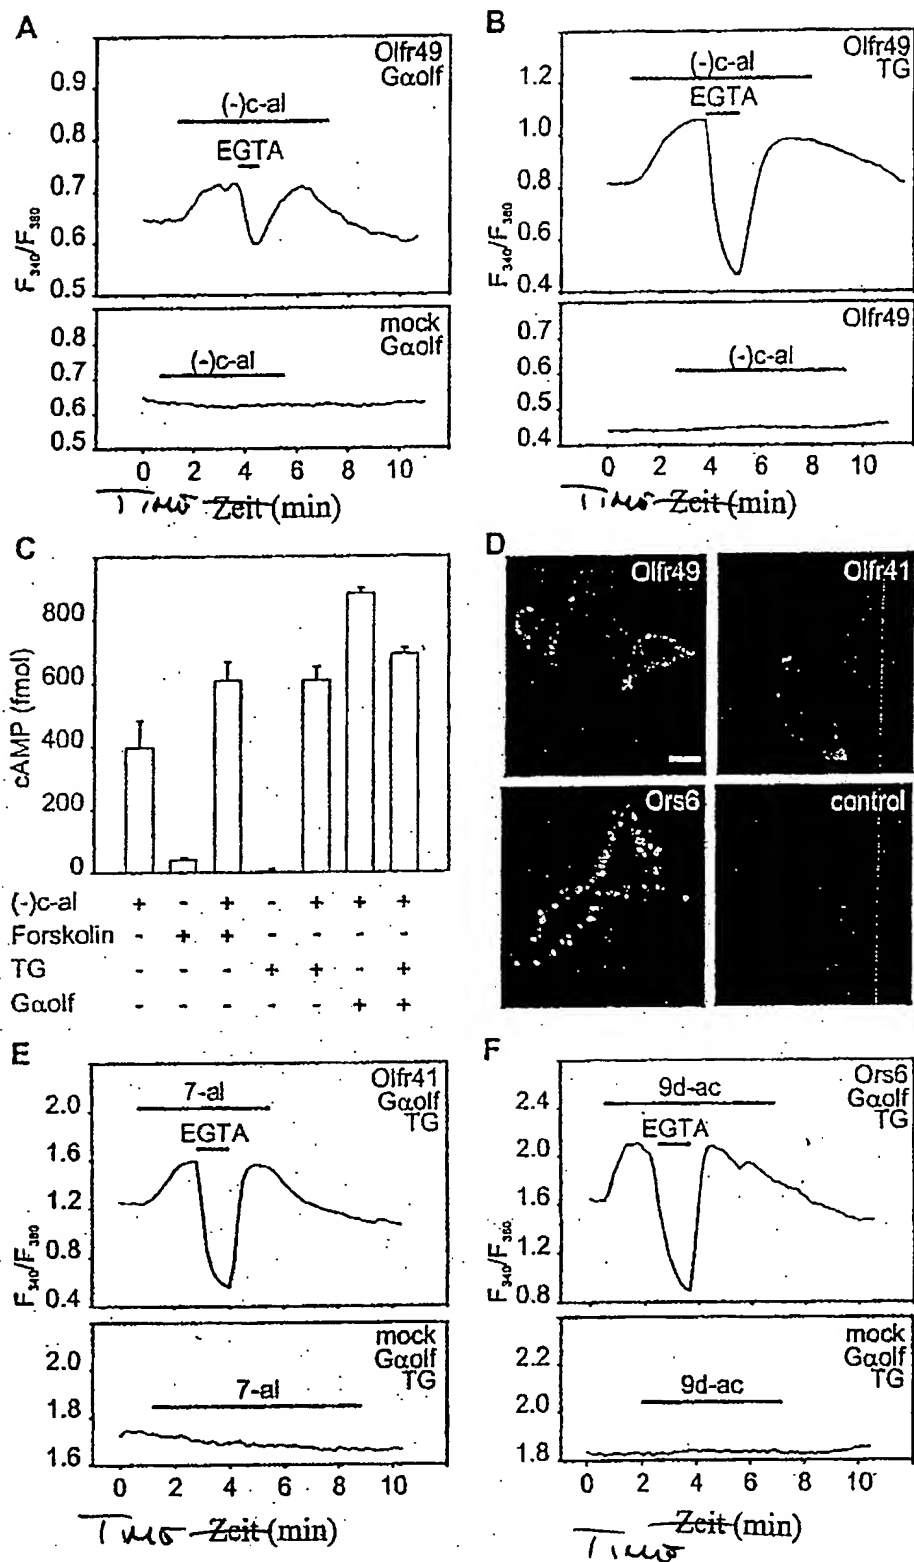 A
Olfr49
Gαolf
(-)c-al
EGTA
0.9
0.8
0.7
0.6
0.5
F340/F380
mock
Gαolf
(-)c-al
0.8
0.7
0.6
0.5
0 2 4 6 8 10
Time Zeit (min)
B
Olfr49
TG
(-)c-al
EGTA
1.2
1.0
0.8
0.6
0.4
F340/F380
Olfr49
(-)c-al
0.7
0.6
0.5
0.4
0 2 4 6 8 10
Time Zeit (min)
C
800
600
400
200
0
cAMP (fmol)
(-)c-al + - + - + + +
Forskolin - + + - - - -
TG - - - + + - +
Gαolf - - - - - + +
D
Olfr49
Olfr41
Ors6
control
E
Olfr41
Gαolf
TG
7-al
EGTA
2.0
1.6
1.2
0.8
0.4
F340/F380
mock
Gαolf
TG
7-al
2.0
1.8
1.6
0 2 4 6 8 10
Time Zeit (min)
F
Ors6
Gαolf
TG
9d-ac
EGTA
2.4
2.0
1.6
1.2
0.8
F340/F380
mock
Gαolf
TG
9d-ac
2.2
2.0
1.8
0 2 4 6 8 10
Zeit (min)
Time